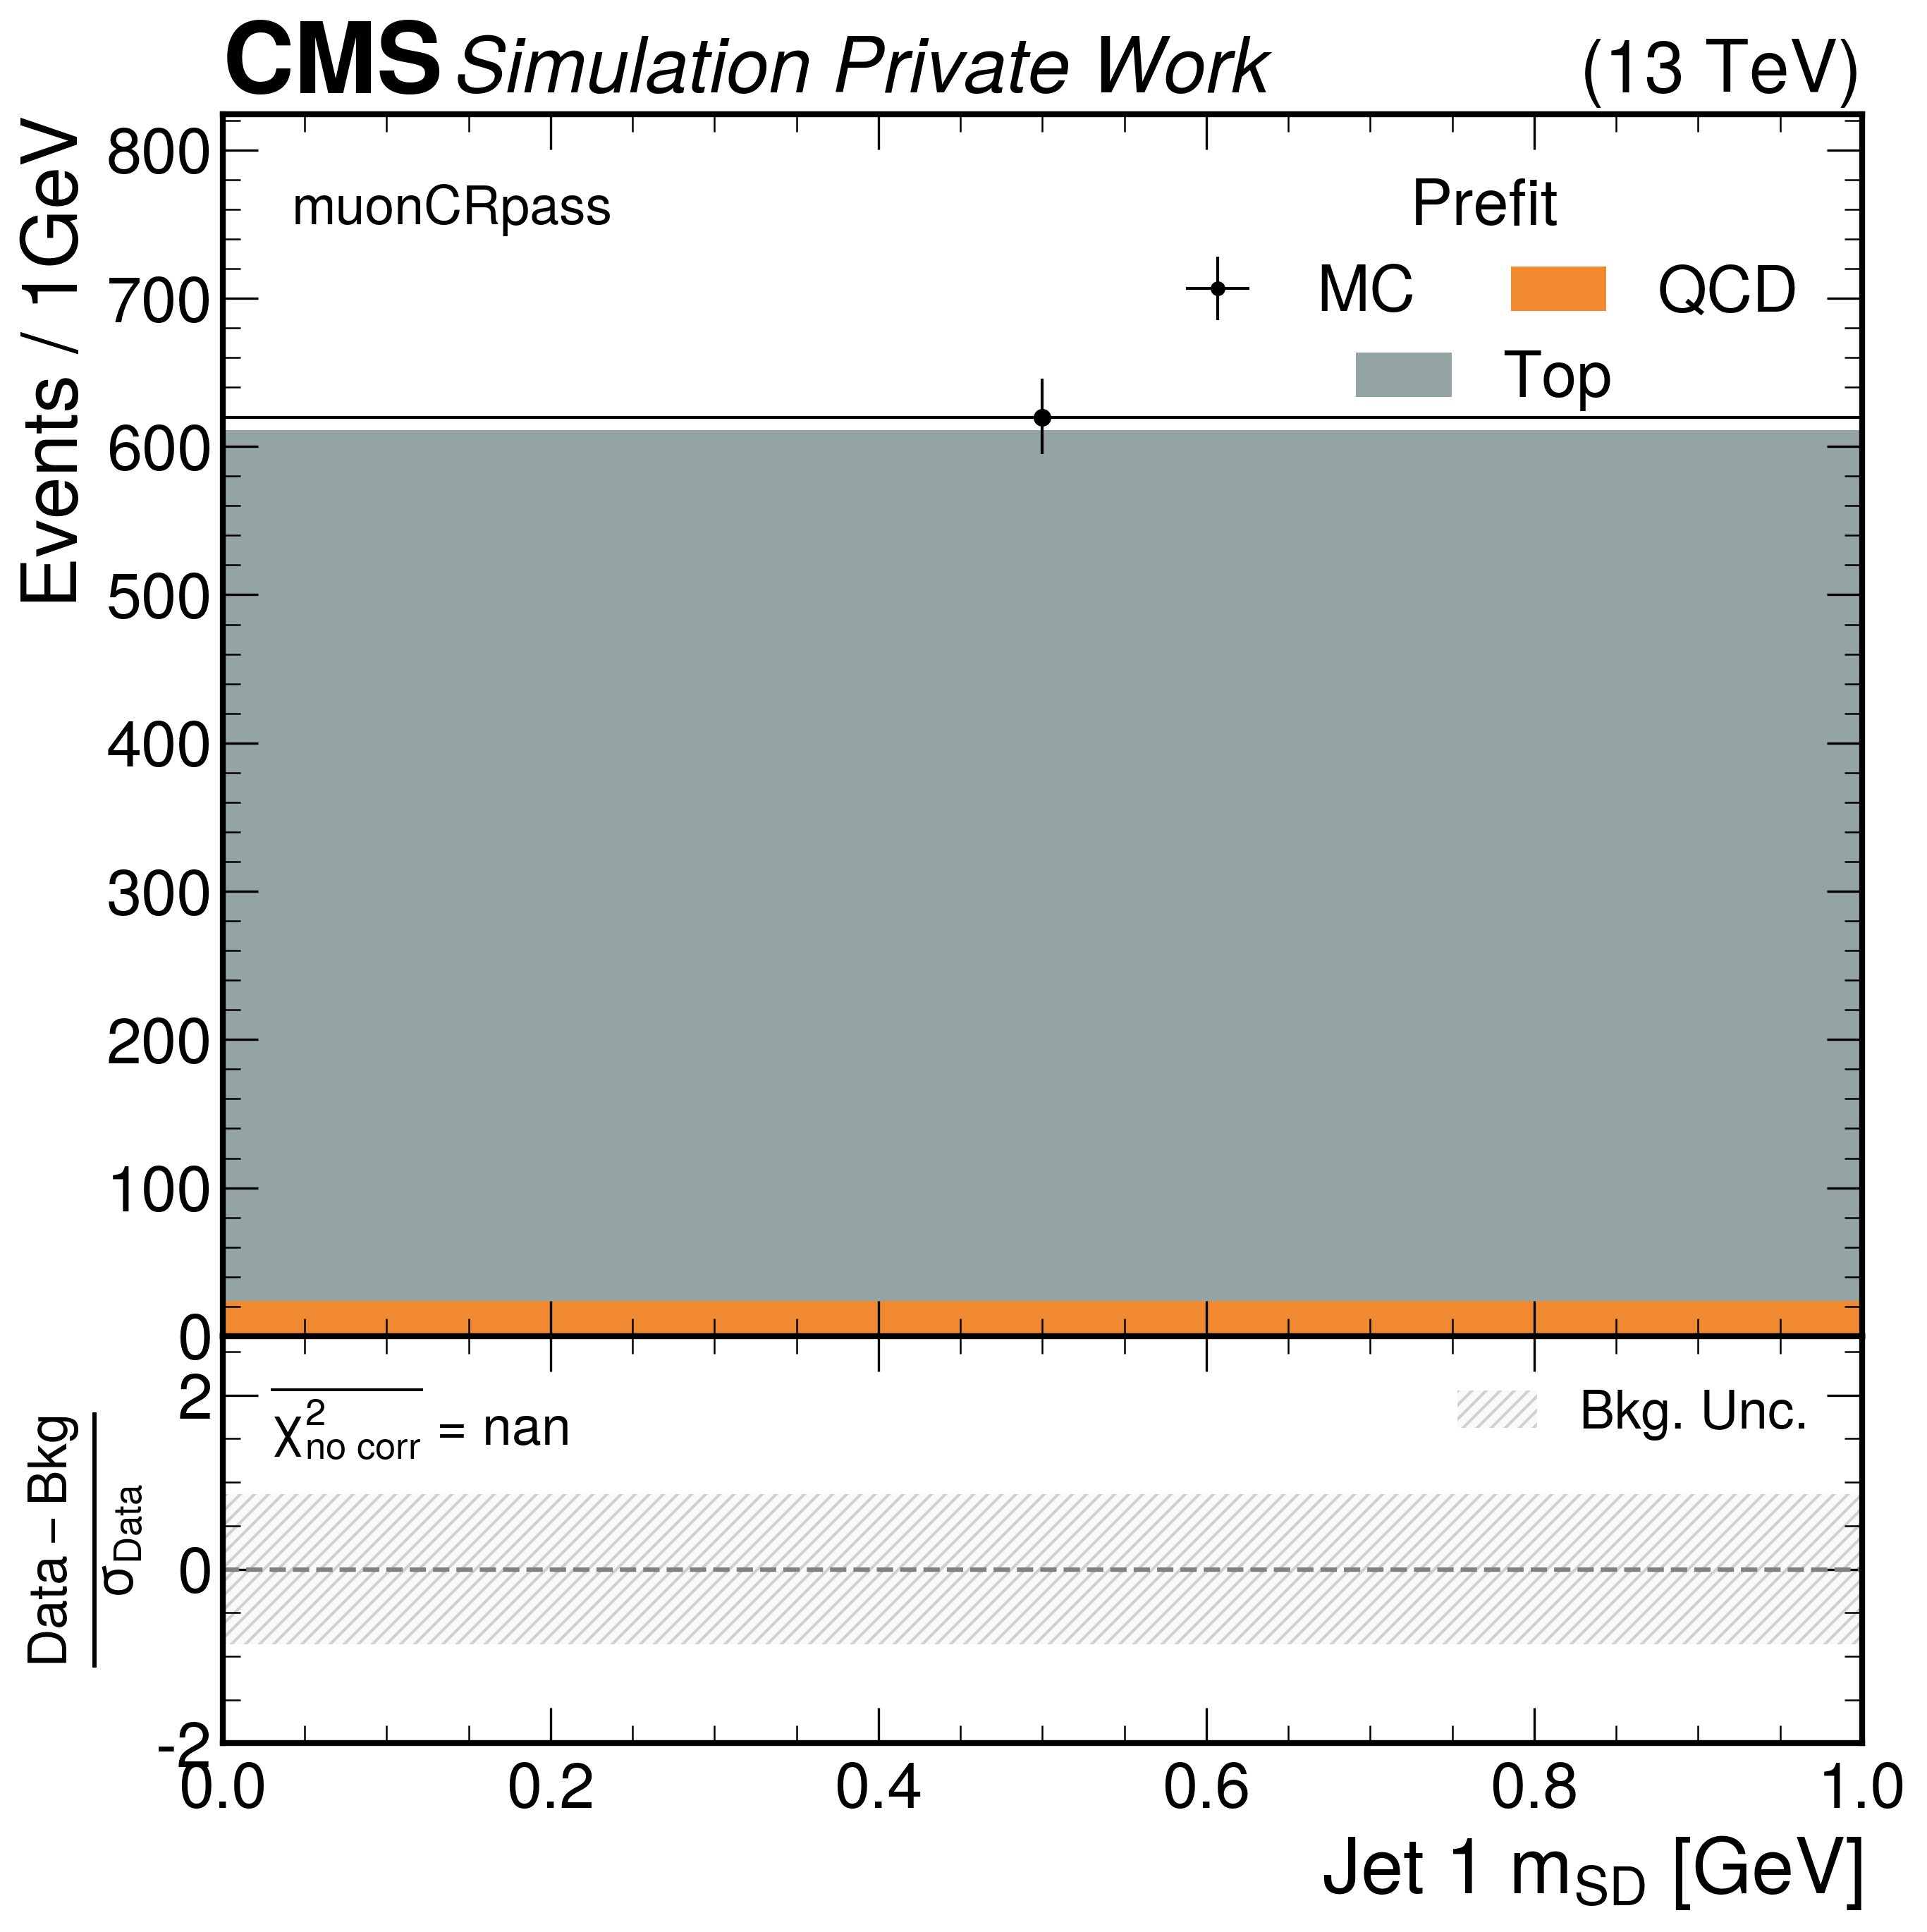 CMS Simulation Private Work (13 TeV)
Events / 1 GeV
800
700
600
500
400
300
200
100
0
muonCRpass
Prefit
MC
QCD
Top
Data – Bkg
σData
2
0
-2
χ²no corr = nan
Bkg. Unc.
0.0 0.2 0.4 0.6 0.8 1.0
Jet 1 mSD [GeV]